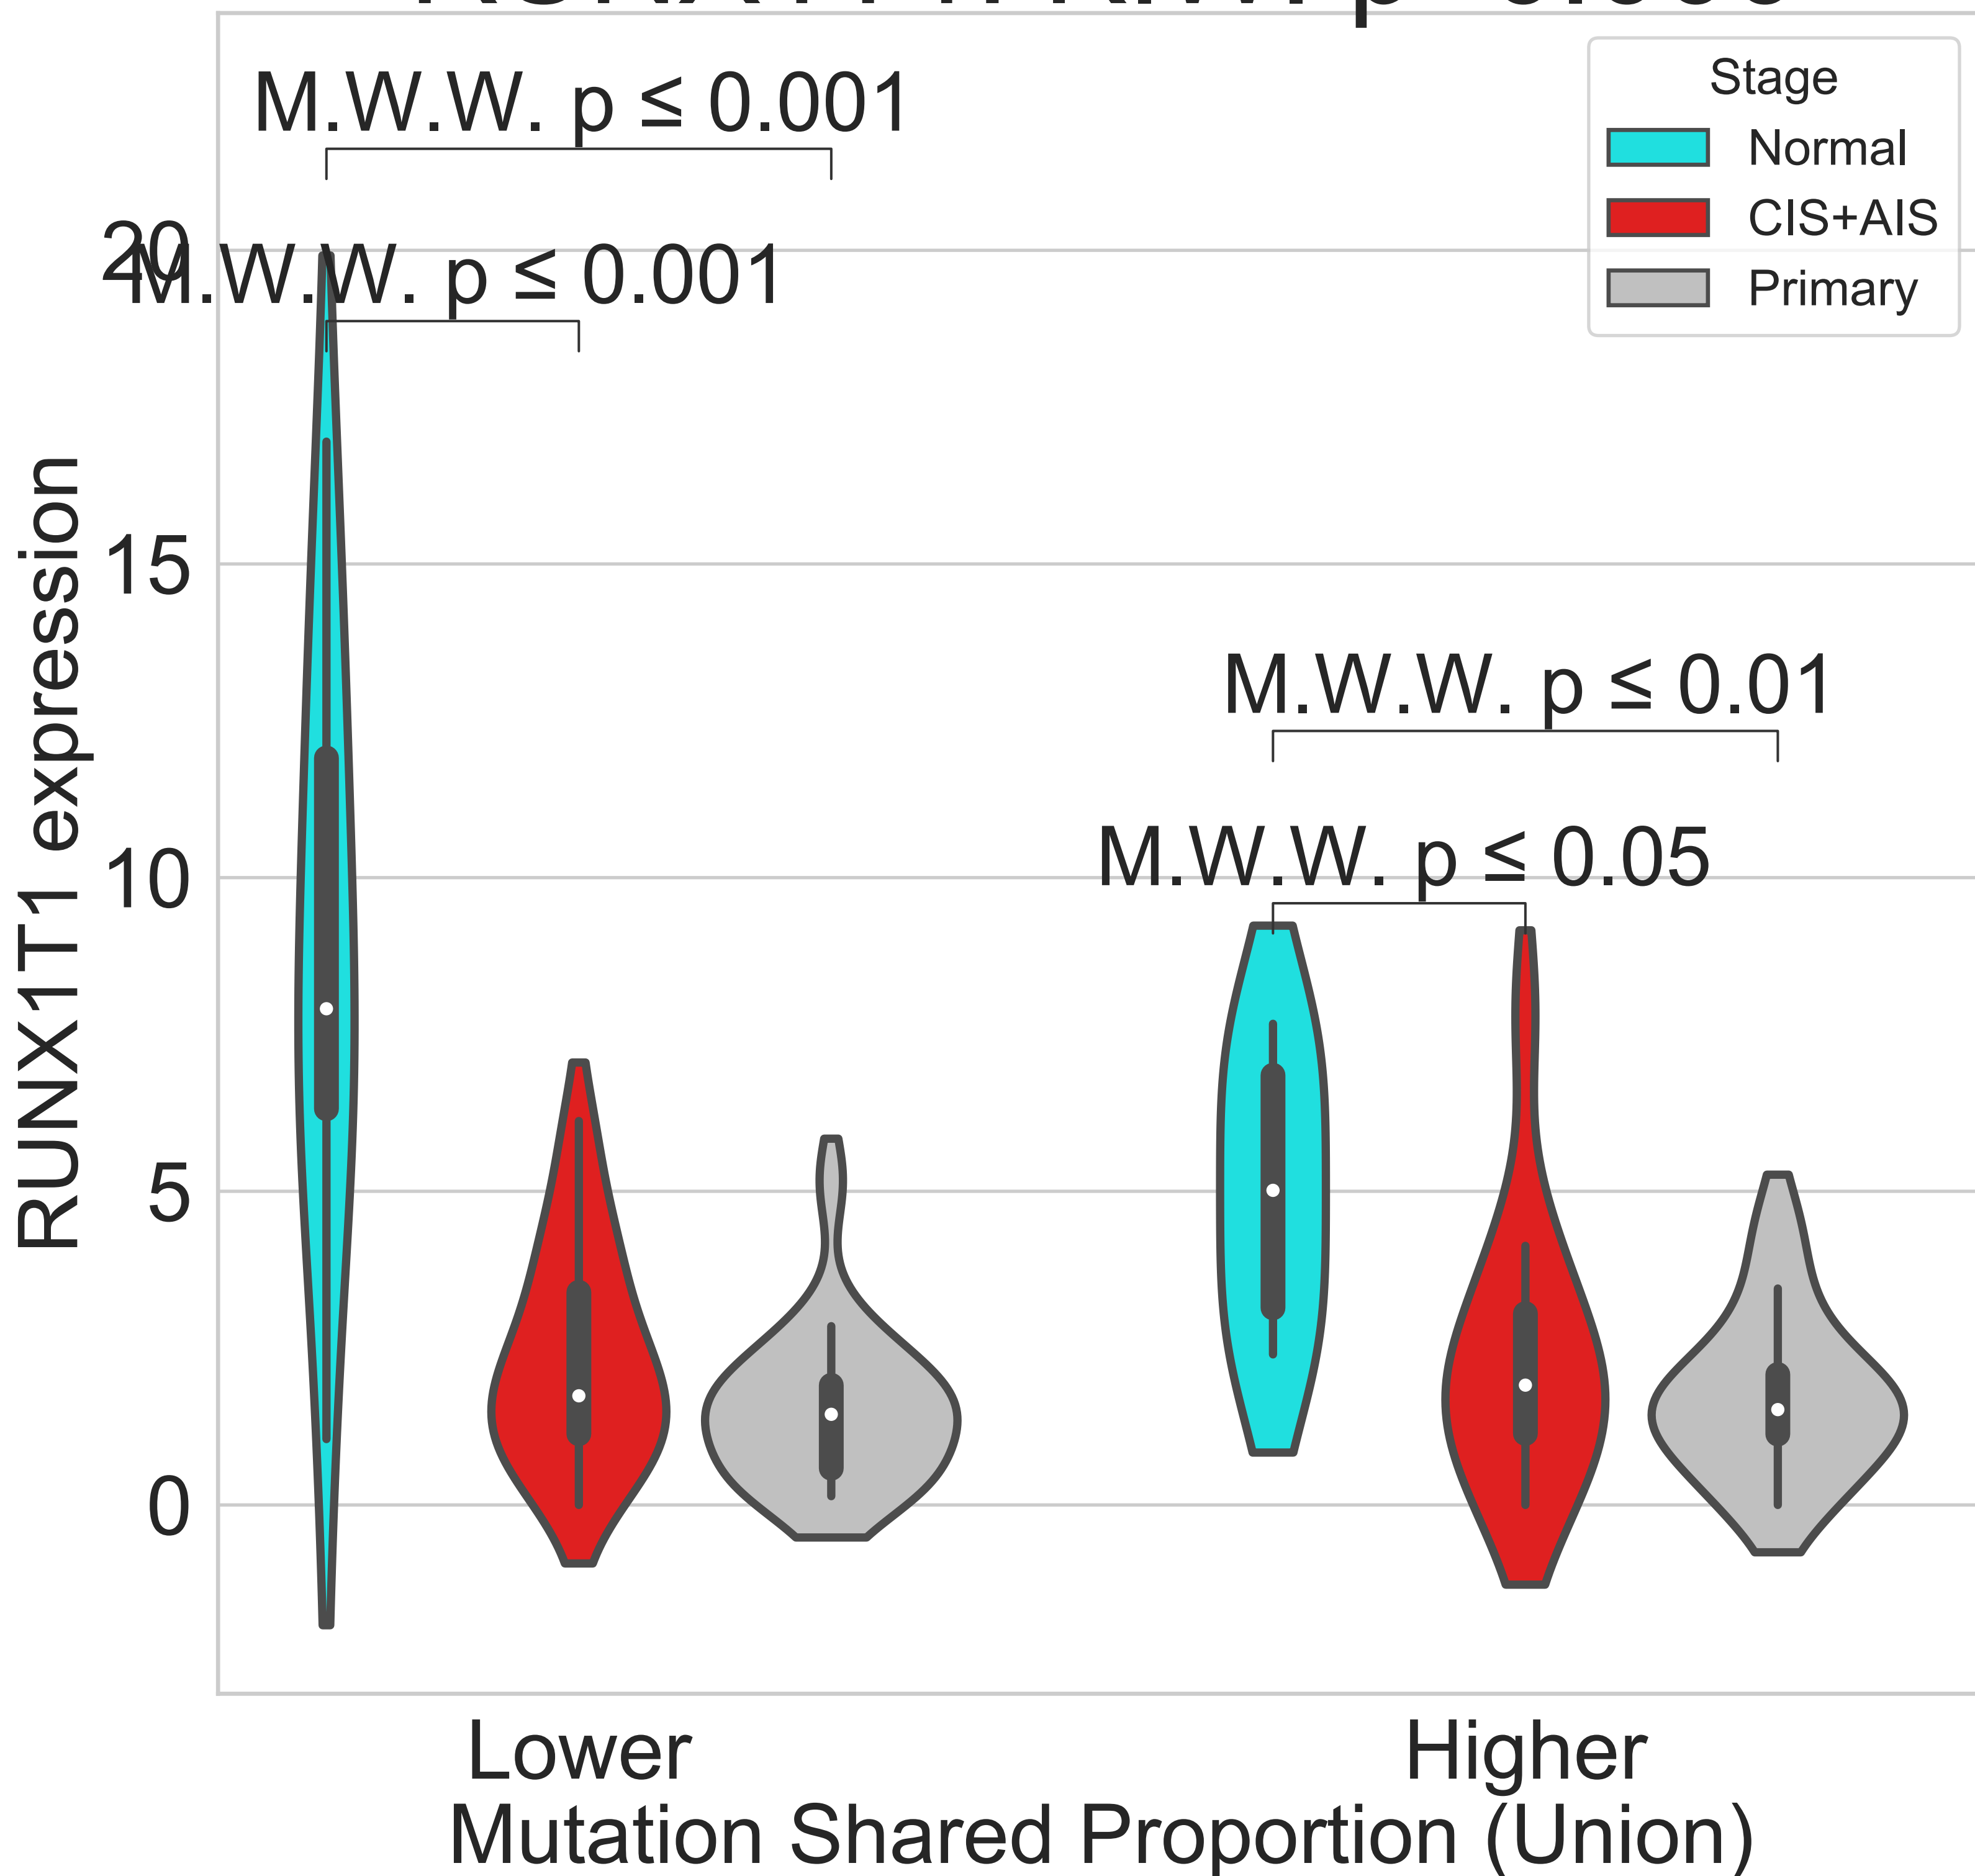 M.W.W. p ≤ 0.001
Stage
Normal
CIS+AIS
Primary
20
M.W.W. p ≤ 0.001
15
M.W.W. p ≤ 0.01
10
M.W.W. p ≤ 0.05
5
0
RUNX1T1 expression
Lower
Higher
Mutation Shared Proportion (Union)